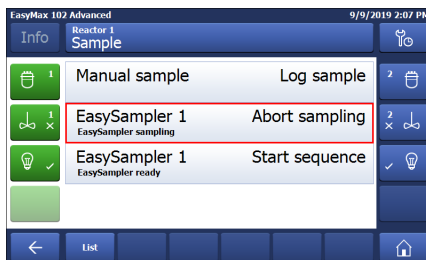 EasyMax 102 Advanced 9/9/2019 2:07 PM
Info
Reactor 1
Sample
1
Manual sample Log sample
2
1
EasySampler 1 Abort sampling
EasySampler sampling
2
EasySampler 1 Start sequence
EasySampler ready
List